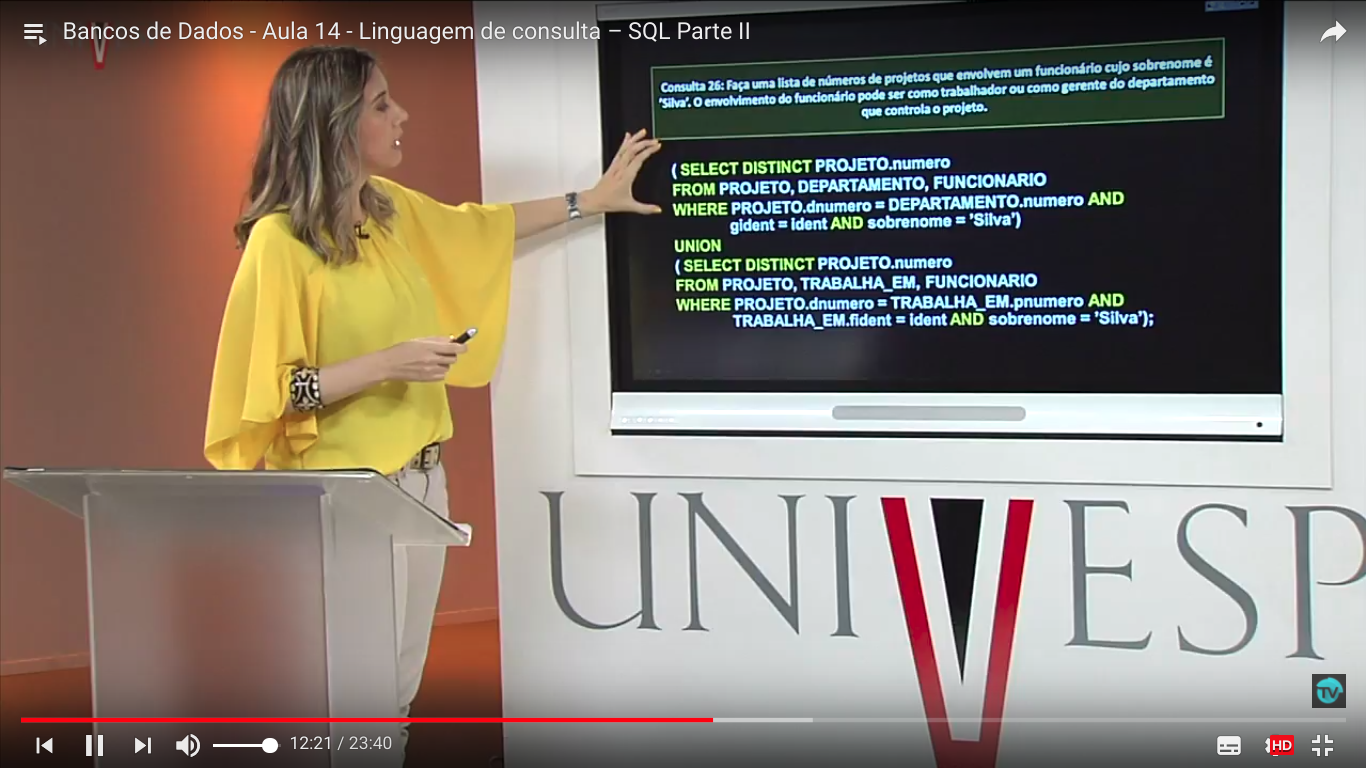 Bancos de Dados - Aula 14 - Linguagem de consulta – SQL Parte II
Consulta 26: Faça uma lista de números de projetos que envolvem um funcionário cujo sobrenome é
'Silva'. O envolvimento do funcionário pode ser como trabalhador ou como gerente do departamento
que controla o projeto.
( SELECT DISTINCT PROJETO.numero
FROM PROJETO, DEPARTAMENTO, FUNCIONARIO
WHERE PROJETO.dnumero = DEPARTAMENTO.numero AND
gident = ident AND sobrenome = 'Silva')
UNION
( SELECT DISTINCT PROJETO.numero
FROM PROJETO, TRABALHA_EM, FUNCIONARIO
WHERE PROJETO.dnumero = TRABALHA_EM.pnumero AND
TRABALHA_EM.fident = ident AND sobrenome = 'Silva');
UNIVESP
TV
12:21 / 23:40
HD